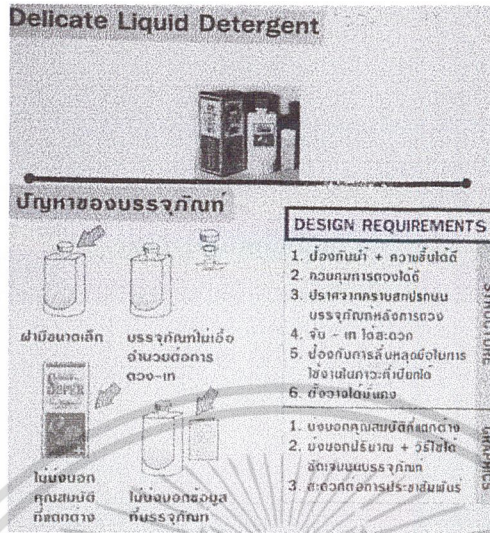 Delicate Liquid Detergent
ปัญหาของบรรจุภัณฑ์
ฝามีขนาดเล็ก
บรรจุภัณฑ์ไม่เอื้อ
อำนวยต่อการ
ตวง-เท
SUPER
ไม่บ่งบอก
คุณสมบัติ
ที่แตกต่าง
ไม่บ่งบอกข้อมูล
ที่บรรจุภัณฑ์
DESIGN REQUIREMENTS
1. ป้องกันน้ำ + ความชื้นได้ดี
2. ควบคุมการตวงได้ดี
3. ปราศจากคราบสกปรกบน
บรรจุภัณฑ์หลังการตวง
4. จับ - เท ได้สะดวก
5. ป้องกันการลื่นหลุดมือในการ
ใช้งานในภาวะที่เปียกได้
6. ตั้งวางได้มั่นคง
STRUCTURE
1. บ่งบอกคุณสมบัติที่แตกต่าง
2. บ่งบอกปริมาณ + วิธีใช้ได้
ชัดเจนบนบรรจุภัณฑ์
3. สะดวกต่อการประชาสัมพันธ์
GRAPHICS